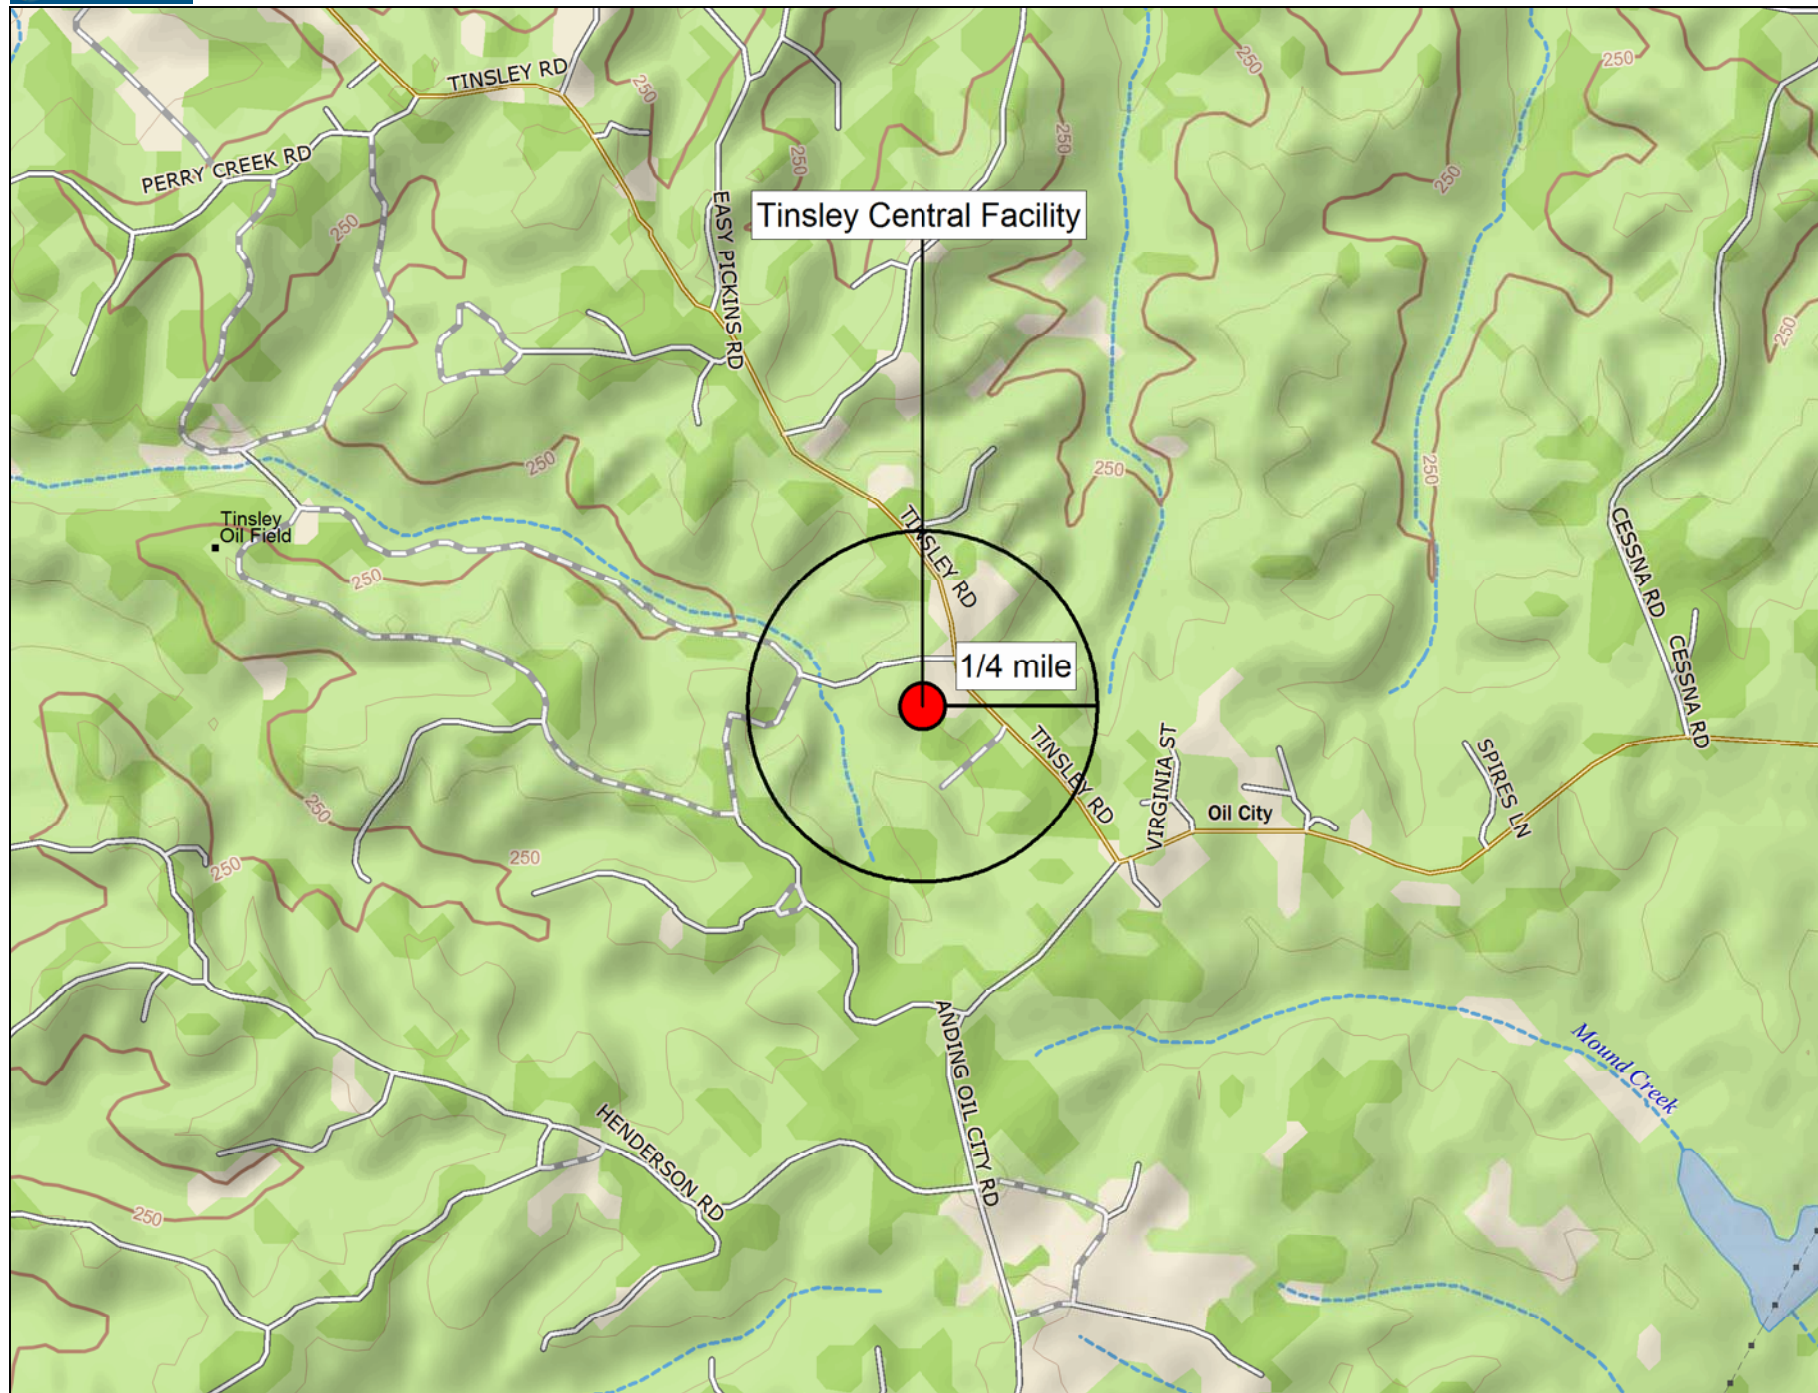 TINSLEY RD
250
250
250
250
250
250
PERRY CREEK RD
250
EASY PICKINS RD
Tinsley Central Facility
250
250
250
250
Tinsley
Oil Field
TINSLEY RD
250
CESSNA RD
1/4 mile
CESSNA RD
TINSLEY RD
VIRGINIA ST
SPIRES LN
Oil City
250
250
250
ANDING OIL CITY RD
Mound Creek
HENDERSON RD
250